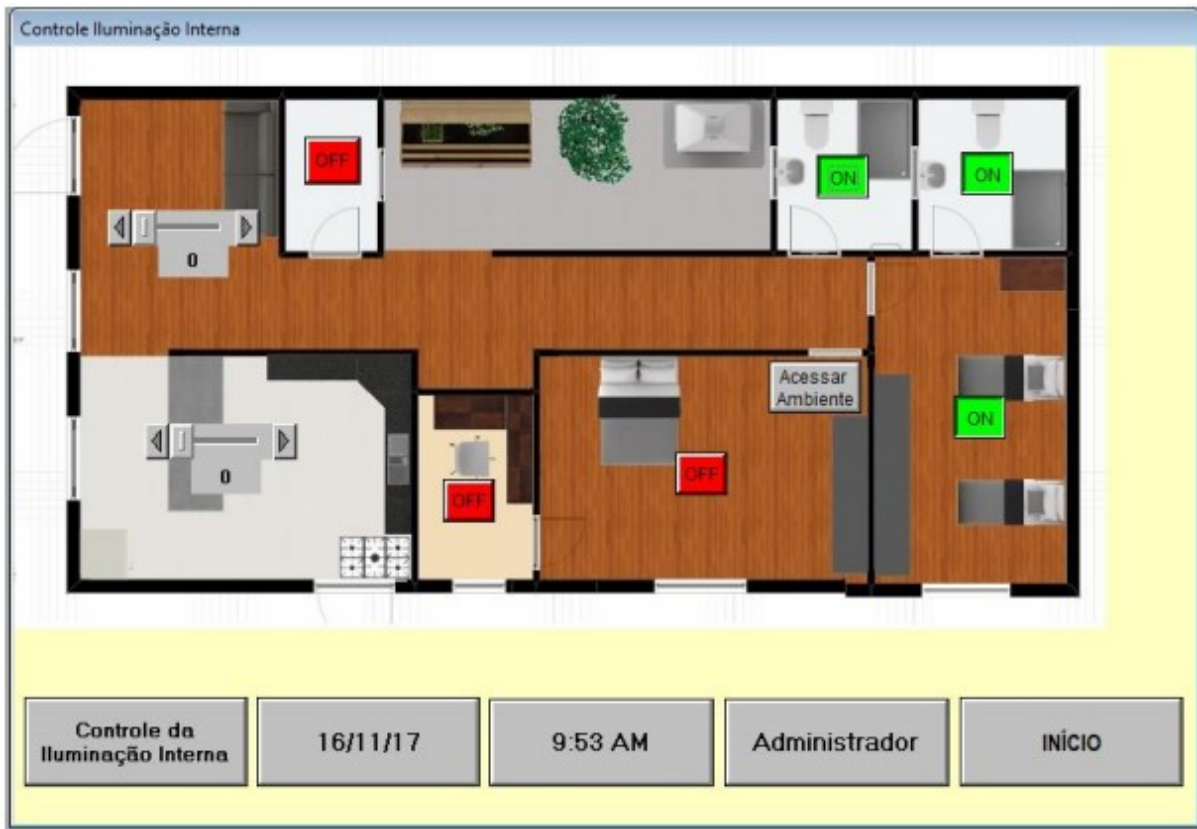 Controle Iluminação Interna
OFF
ON
ON
0
Acessar
Ambiente
ON
0
OFF
OFF
Controle da
Iluminação Interna
16/11/17
9:53 AM
Administrador
INÍCIO